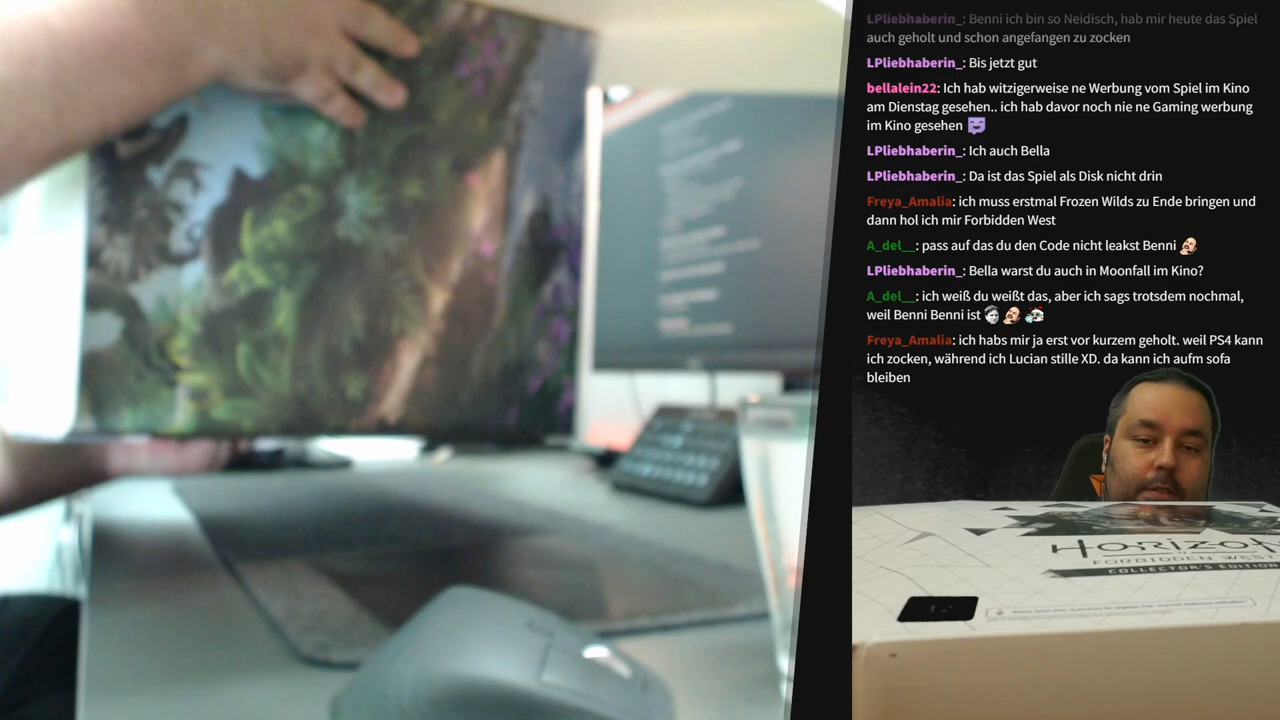 LPliebhaberin_: Benni ich bin so Neidisch, hab mir heute das Spiel
auch geholt und schon angefangen zu zocken
LPliebhaberin_: Bis jetzt gut
bellalein22: Ich hab witzigerweise ne Werbung vom Spiel im Kino
am Dienstag gesehen.. ich hab davor noch nie ne Gaming werbung
im Kino gesehen
LPliebhaberin_: Ich auch Bella
LPliebhaberin_: Da ist das Spiel als Disk nicht drin
Freya_Amalia: ich muss erstmal Frozen Wilds zu Ende bringen und
dann hol ich mir Forbidden West
A_del__: pass auf das du den Code nicht leakst Benni
LPliebhaberin_: Bella warst du auch in Moonfall im Kino?
A_del__: ich weiß du weißt das, aber ich sags trotsdem nochmal,
weil Benni Benni ist
Freya_Amalia: ich habs mir ja erst vor kurzem geholt. weil PS4 kann
ich zocken, während ich Lucian stille XD. da kann ich aufm sofa
bleiben
HORIZON
FORBIDDEN WEST
COLLECTOR'S EDITION